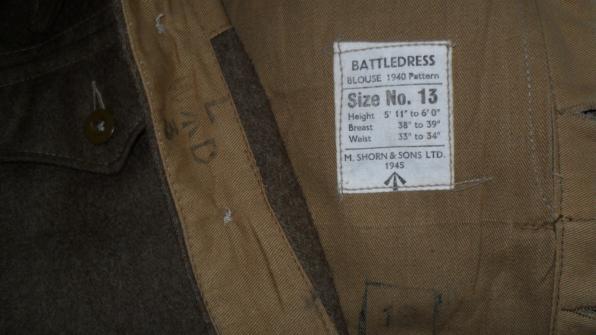 BATTLEDRESS
BLOUSE 1940 Pattern
Size No. 13
Height 5' 11" to 6' 0"
Breast 38" to 39"
Waist 33" to 34"
M. SHORN & SONS LTD.
1945